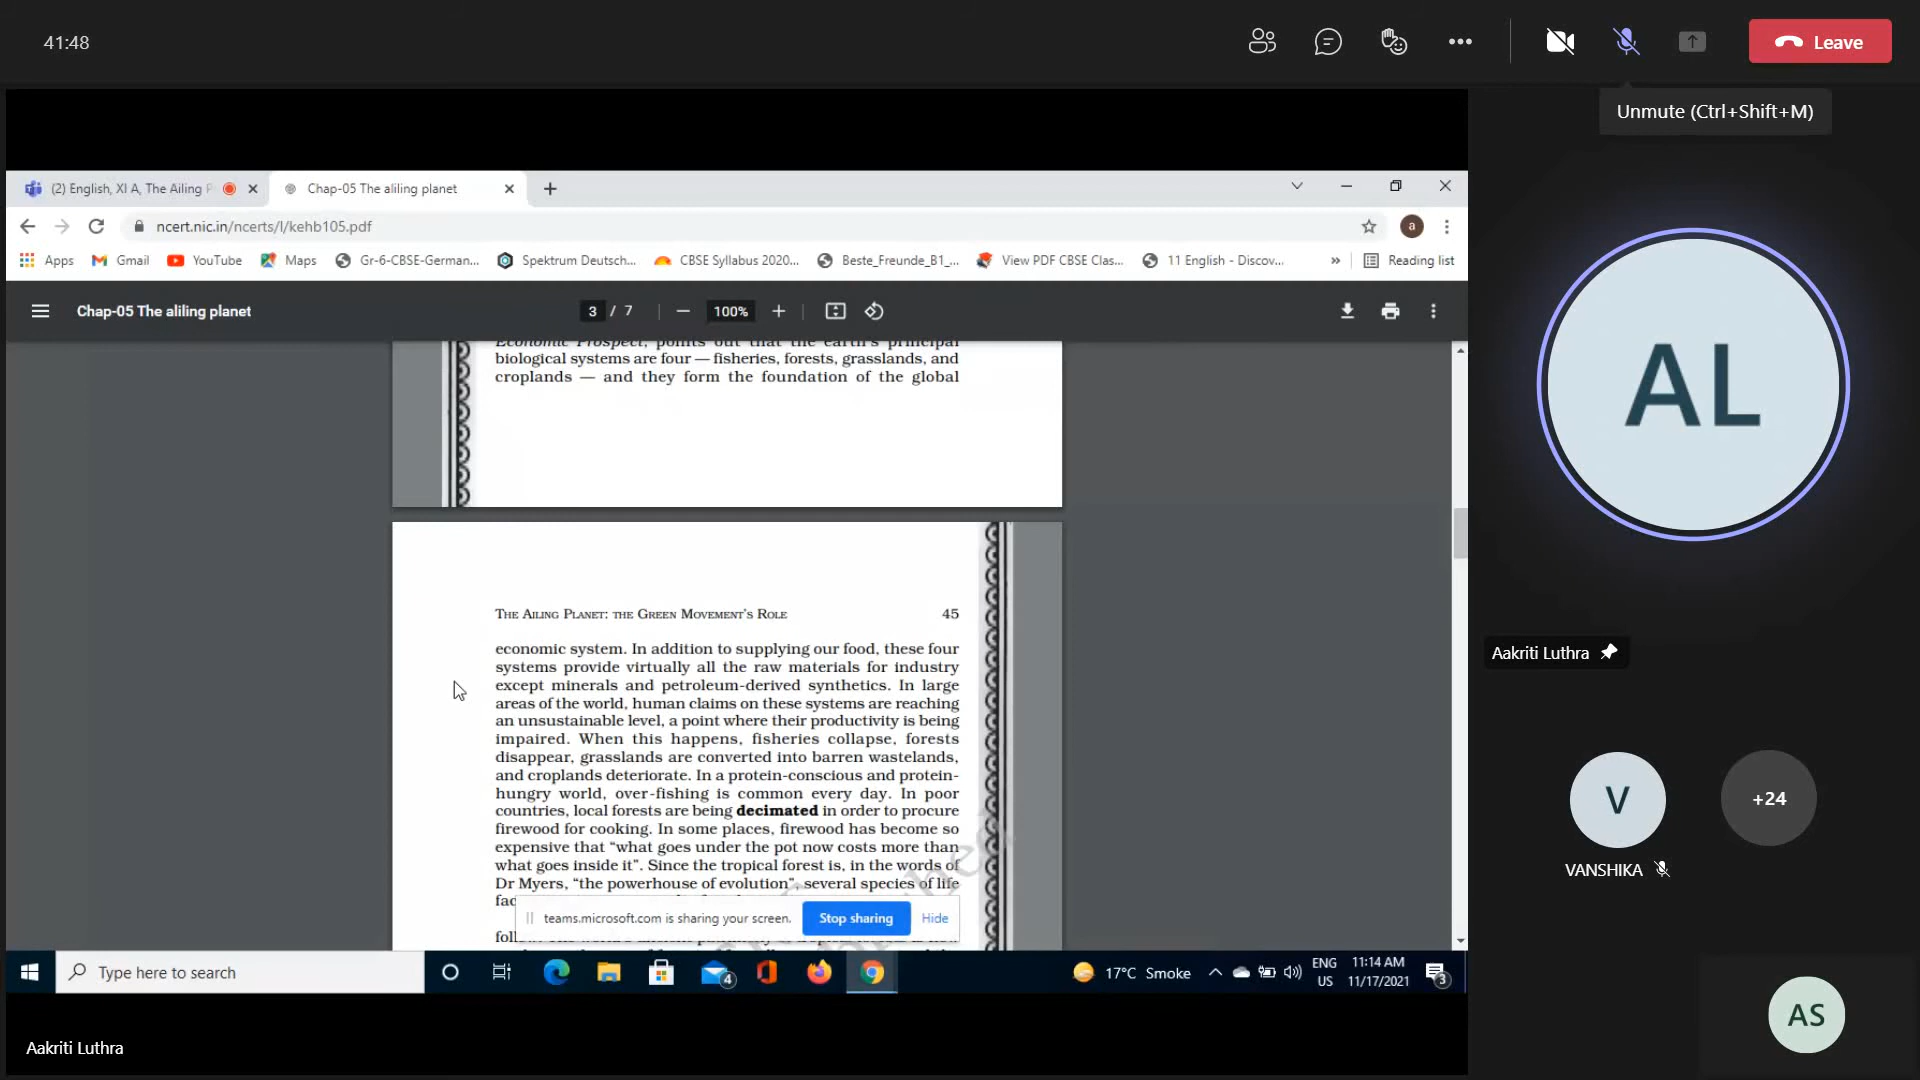 41:48
Leave
Unmute (Ctrl+Shift+M)
(2) English, XI A, The Ailing P
Chap-05 The aliling planet
ncert.nic.in/ncerts/l/kehb105.pdf
a
Apps
Gmail
YouTube
Maps
Gr-6-CBSE-German...
Spektrum Deutsch...
CBSE Syllabus 2020...
Beste_Freunde_B1_...
View PDF CBSE Clas...
11 English - Discov...
»
Reading list
Chap-05 The aliling planet
3 / 7
100%
Economic Prospect, points out that the earth's principal
biological systems are four — fisheries, forests, grasslands, and
croplands — and they form the foundation of the global
THE AILING PLANET: THE GREEN MOVEMENT'S ROLE 45
economic system. In addition to supplying our food, these four
systems provide virtually all the raw materials for industry
except minerals and petroleum-derived synthetics. In large
areas of the world, human claims on these systems are reaching
an unsustainable level, a point where their productivity is being
impaired. When this happens, fisheries collapse, forests
disappear, grasslands are converted into barren wastelands,
and croplands deteriorate. In a protein-conscious and protein-
hungry world, over-fishing is common every day. In poor
countries, local forests are being decimated in order to procure
firewood for cooking. In some places, firewood has become so
expensive that “what goes under the pot now costs more than
what goes inside it”. Since the tropical forest is, in the words of
Dr Myers, “the powerhouse of evolution”, several species of life
fac
teams.microsoft.com is sharing your screen.
Stop sharing
Hide
foll
Type here to search
4
17°C Smoke
ENG
US
11:14 AM
11/17/2021
3
Aakriti Luthra
AL
Aakriti Luthra
V
+24
VANSHIKA
AS